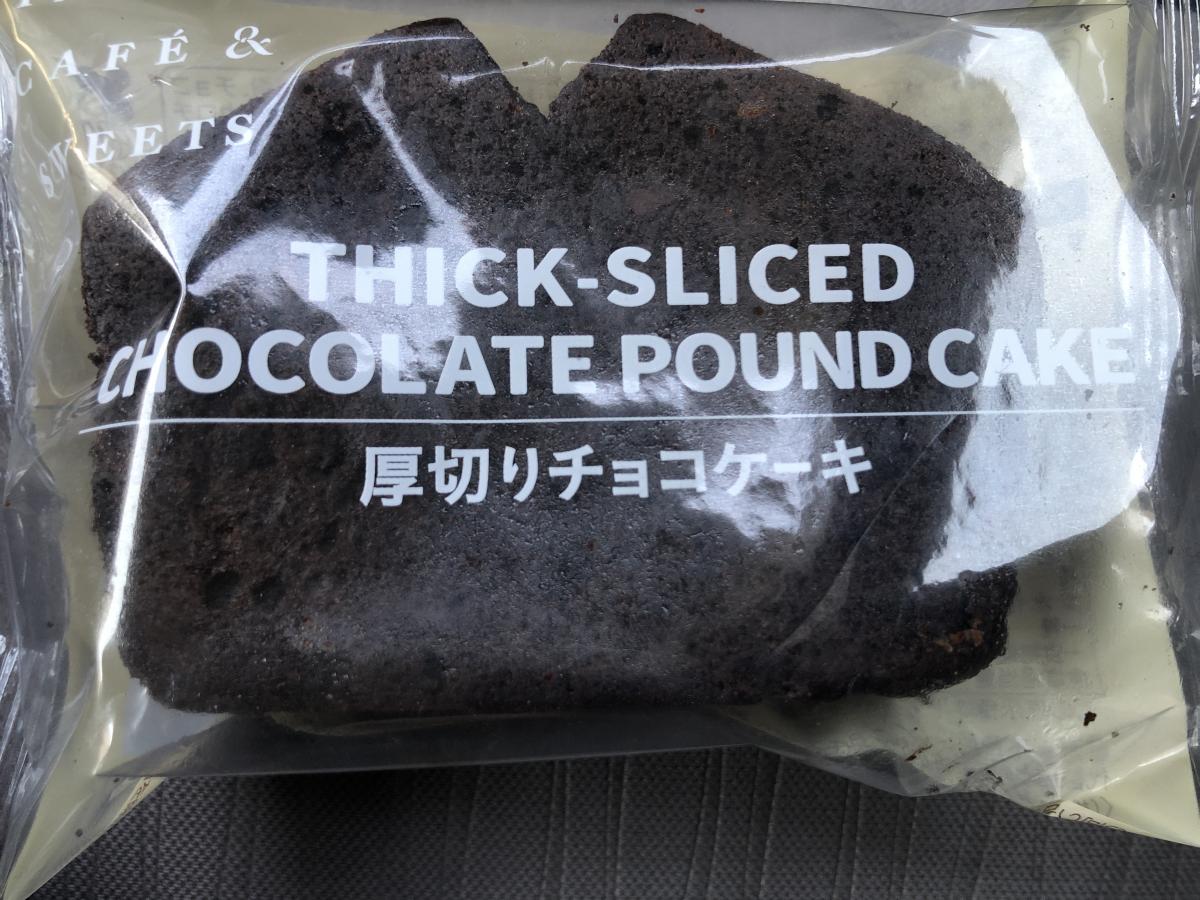 CAFÉ &
SWEETS
THICK-SLICED
CHOCOLATE POUND CAKE
厚切りチョコケーキ